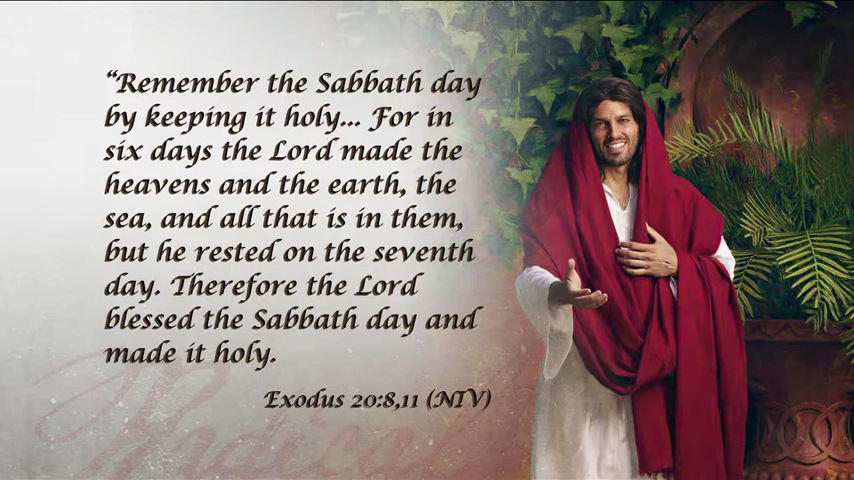 “Remember the Sabbath day
by keeping it holy... For in
six days the Lord made the
heavens and the earth, the
sea, and all that is in them,
but he rested on the seventh
day. Therefore the Lord
blessed the Sabbath day and
made it holy.
Exodus 20:8,11 (NIV)
Radical